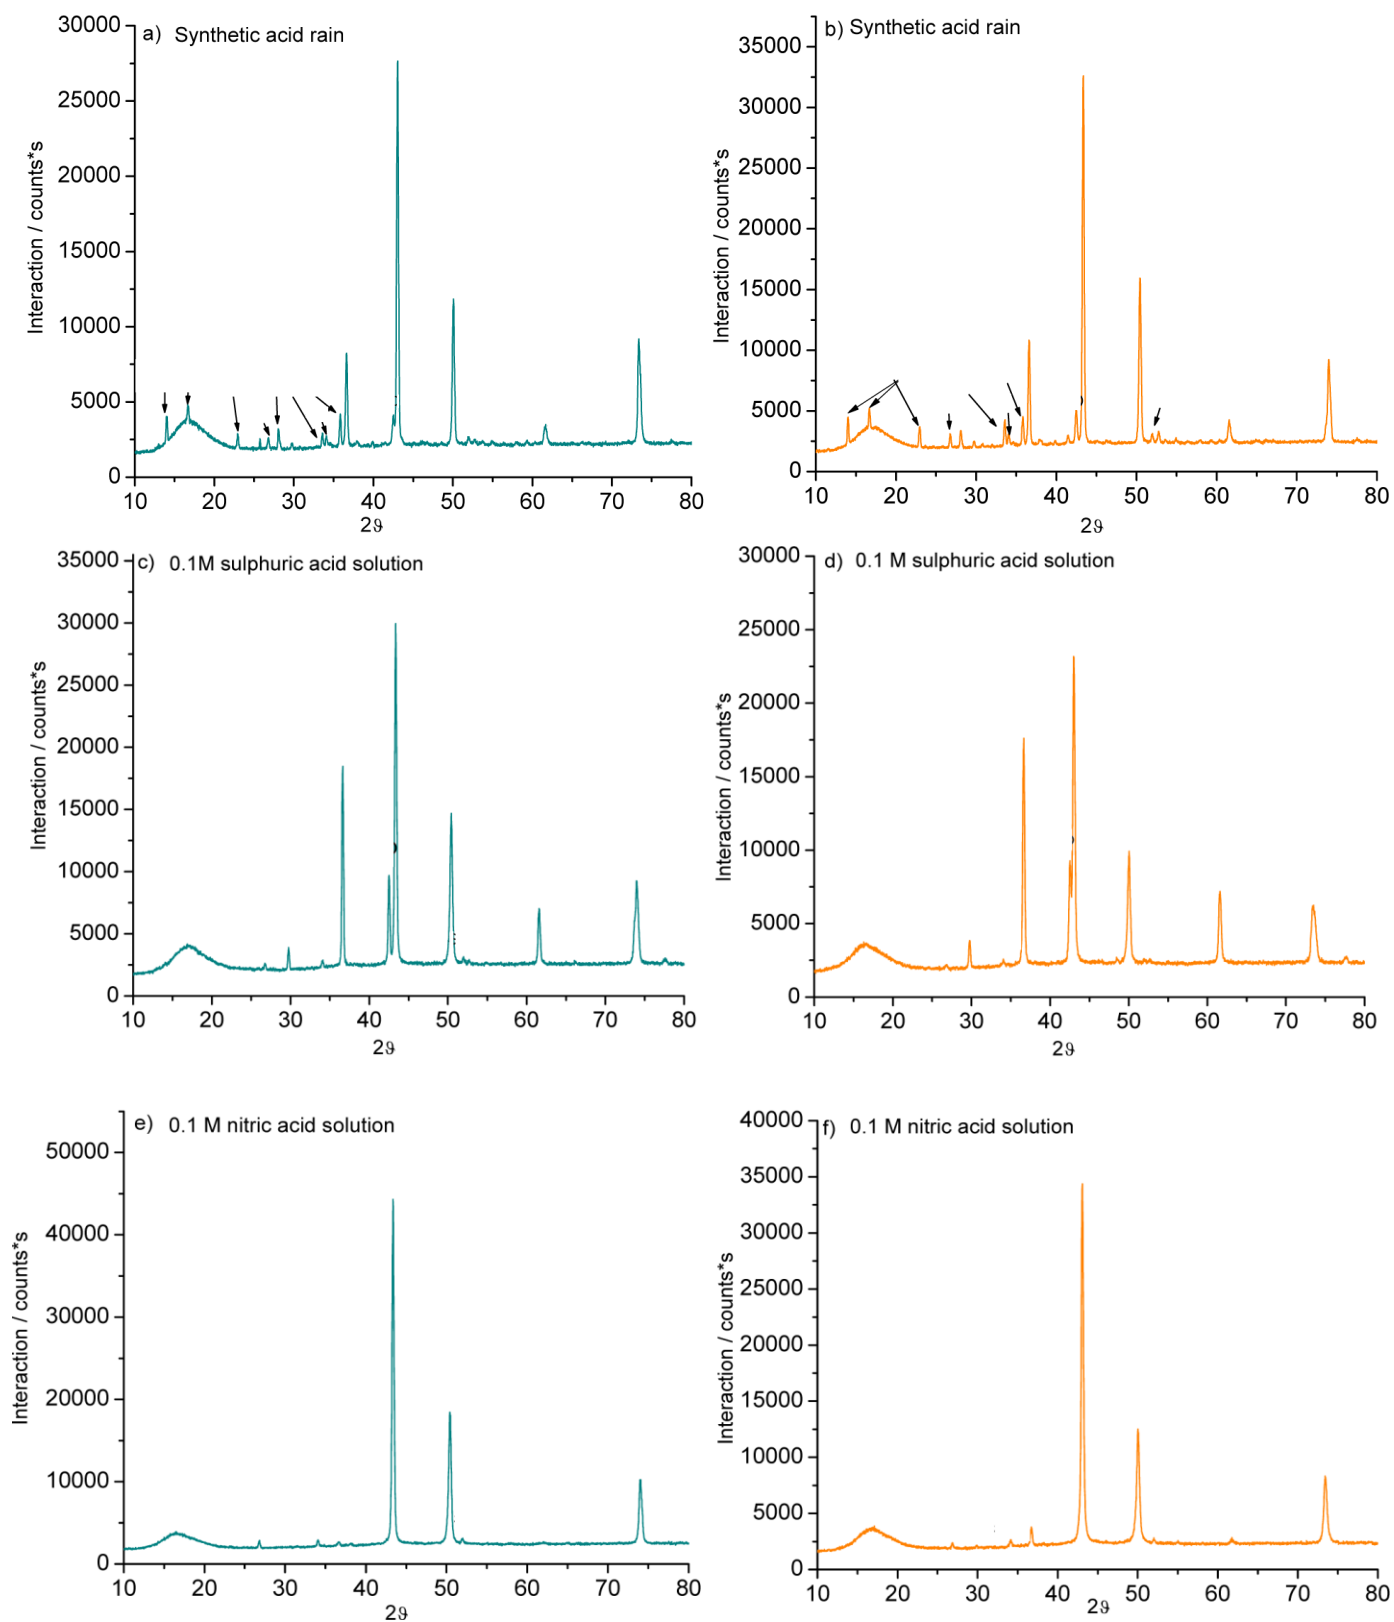 a) Synthetic acid rain
30000
25000
20000
15000
10000
5000
0
Interaction / counts*s
10 20 30 40 50 60 70 80
2ϑ
b) Synthetic acid rain
35000
30000
25000
20000
15000
10000
5000
0
Interaction / counts*s
10 20 30 40 50 60 70 80
2ϑ
c) 0.1M sulphuric acid solution
35000
30000
25000
20000
15000
10000
5000
0
Interaction / counts*s
10 20 30 40 50 60 70 80
2ϑ
d) 0.1 M sulphuric acid solution
30000
25000
20000
15000
10000
5000
0
Interaction / counts*s
10 20 30 40 50 60 70 80
2ϑ
e) 0.1 M nitric acid solution
50000
40000
30000
20000
10000
0
Interaction / counts*s
10 20 30 40 50 60 70 80
2ϑ
f) 0.1 M nitric acid solution
40000
35000
30000
25000
20000
15000
10000
5000
0
Interaction / counts*s
10 20 30 40 50 60 70 80
2ϑ